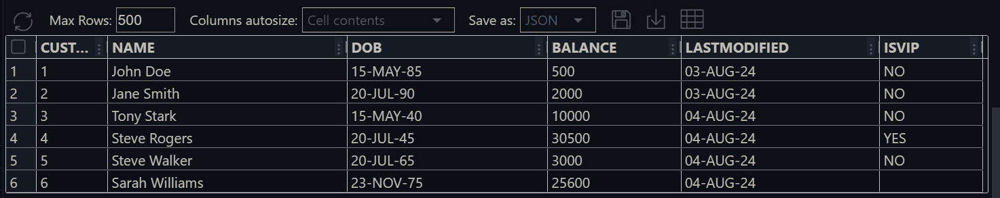 Max Rows: 500 Columns autosize: Cell contents Save as: JSON
CUST... NAME DOB BALANCE LASTMODIFIED ISVIP
1 1 John Doe 15-MAY-85 500 03-AUG-24 NO
2 2 Jane Smith 20-JUL-90 2000 03-AUG-24 NO
3 3 Tony Stark 15-MAY-40 10000 04-AUG-24 NO
4 4 Steve Rogers 20-JUL-45 30500 04-AUG-24 YES
5 5 Steve Walker 20-JUL-65 3000 04-AUG-24 NO
6 6 Sarah Williams 23-NOV-75 25600 04-AUG-24